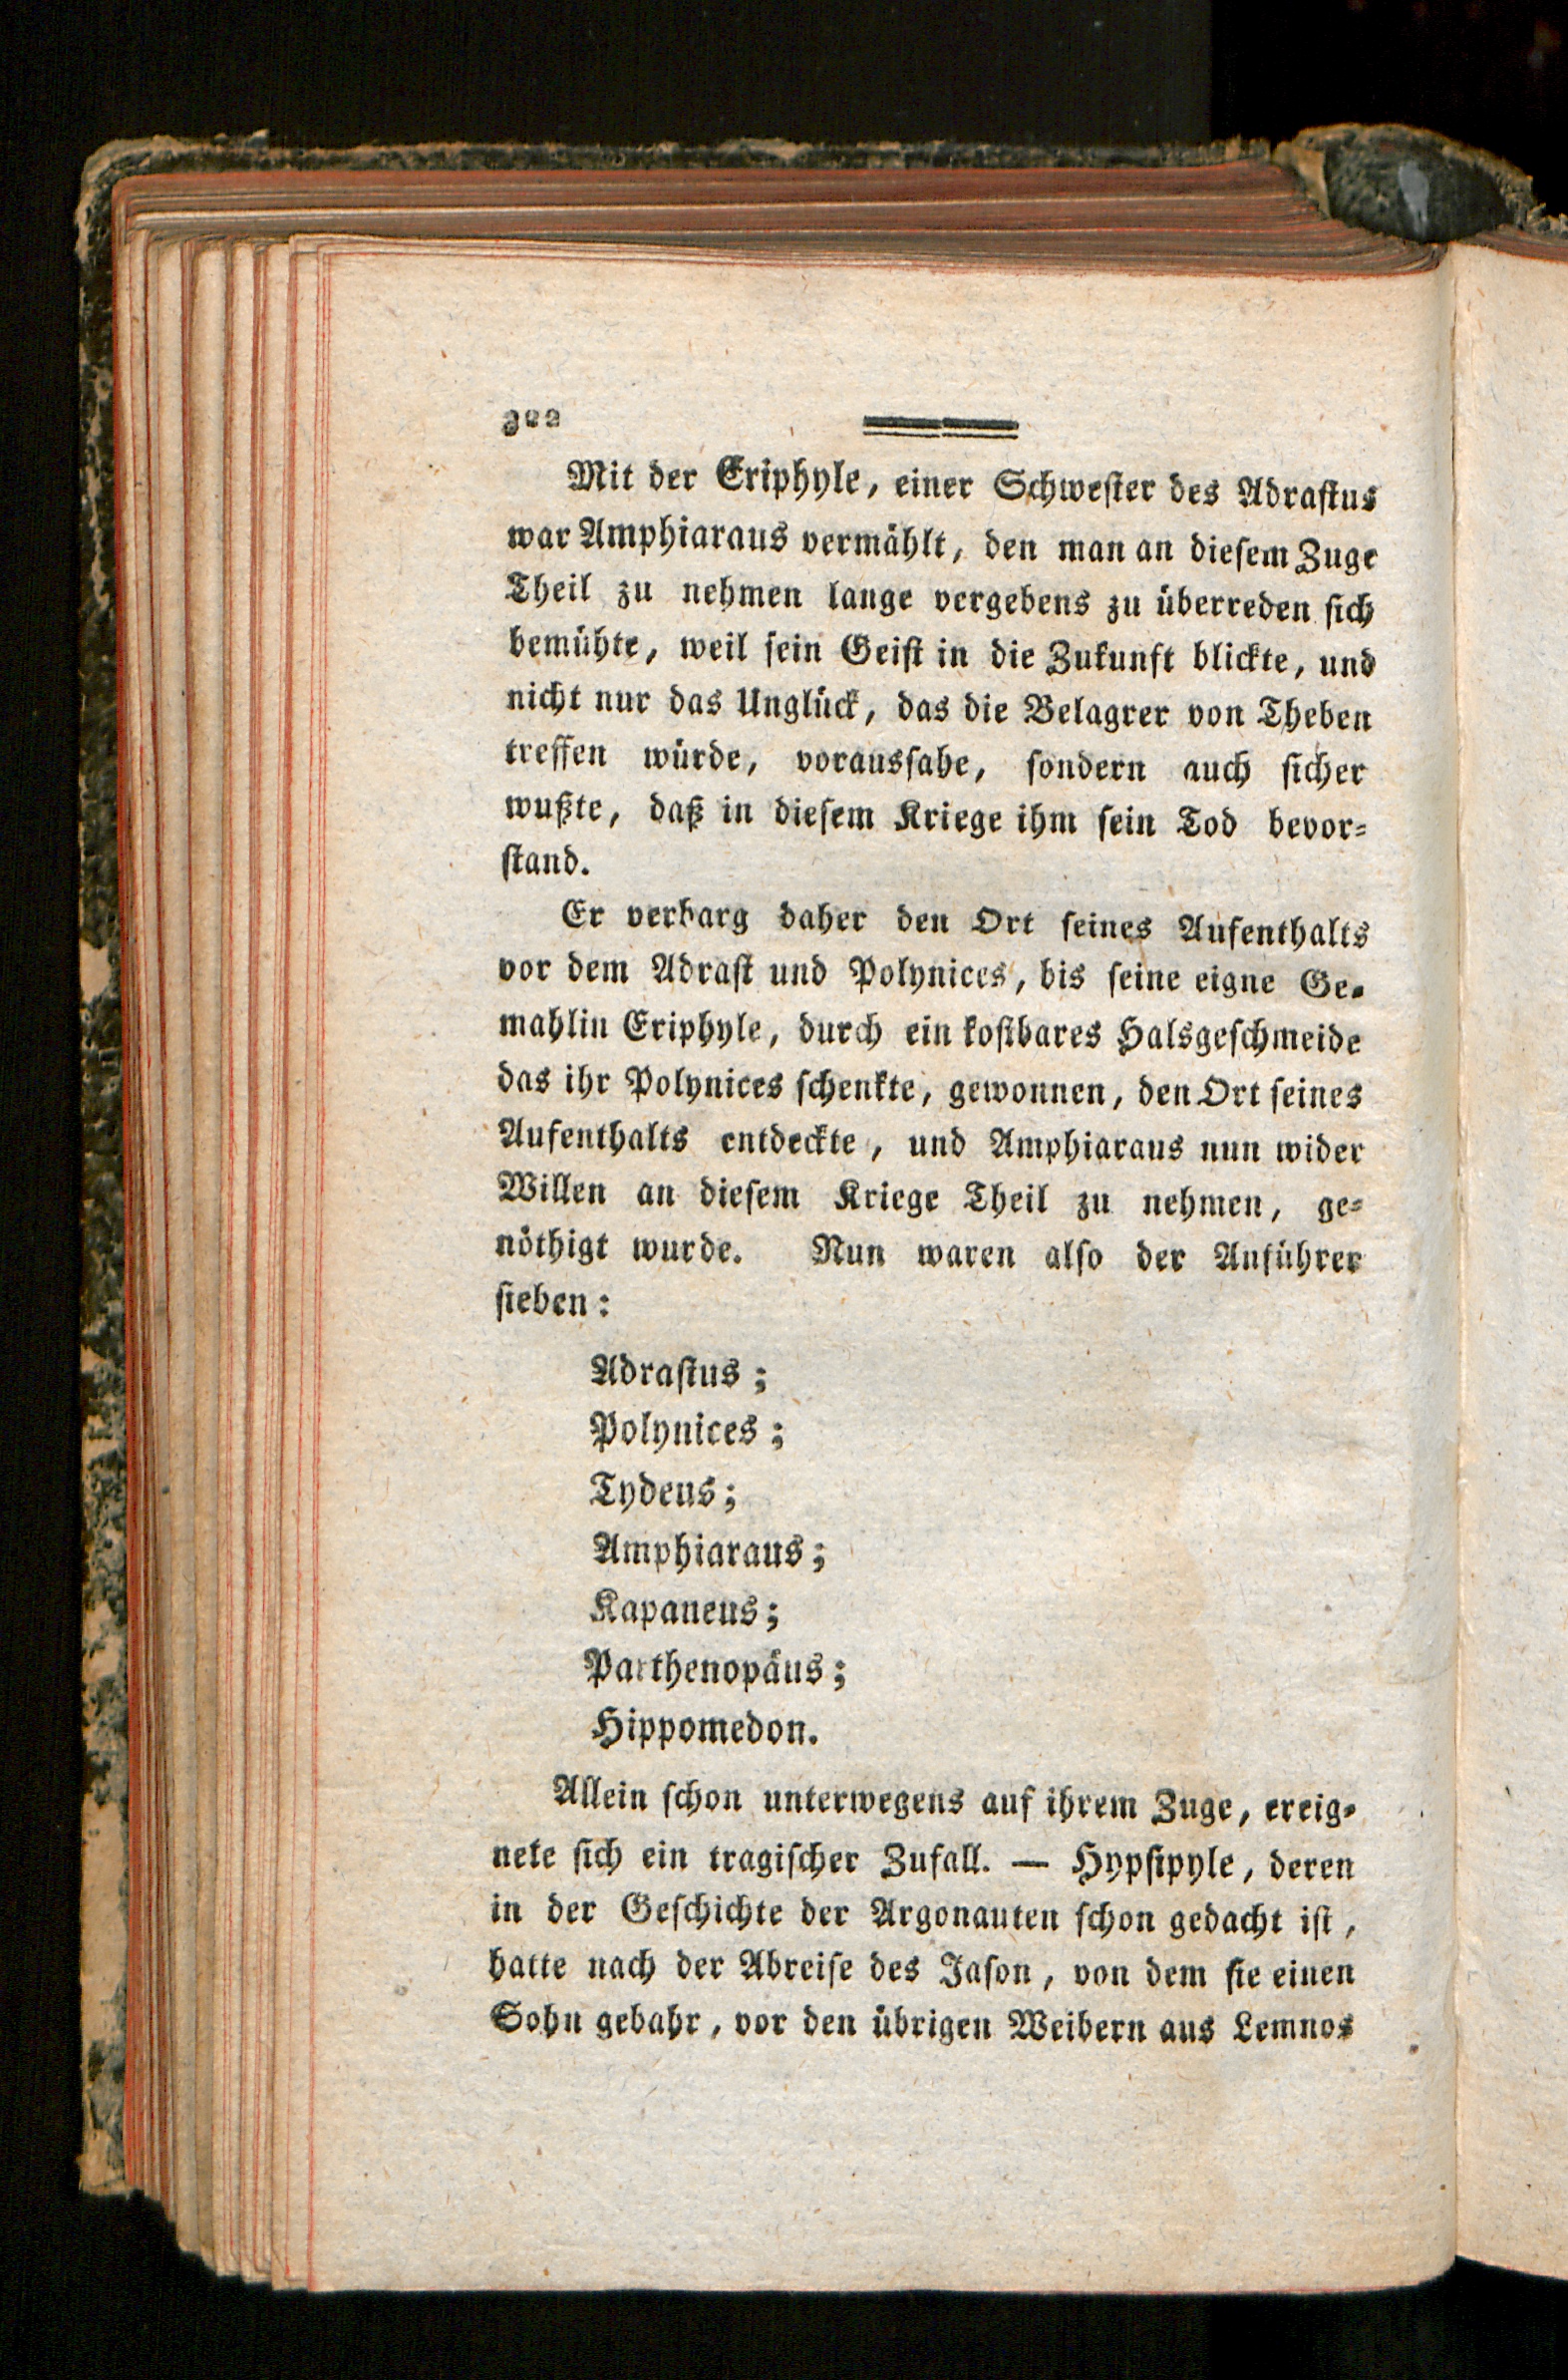 322
Mit der Eriphyle, einer Schweſter des Adraſtus
war Amphiaraus vermählt, den man an dieſem Zuge
Theil zu nehmen lange vergebens zu überreden ſich
bemühte, weil ſein Geiſt in die Zukunft blickte, und
nicht nur das Unglück, das die Belagrer von Theben
treffen würde, vorausſahe, ſondern auch ſicher
wußte, daß in dieſem Kriege ihm ſein Tod bevor-
ſtand.
Er verbarg daher den Ort ſeines Aufenthalts
vor dem Adraſt und Polynices, bis ſeine eigne Ge-
mahlin Eriphyle, durch ein koſtbares Halsgeſchmeide
das ihr Polynices ſchenkte, gewonnen, den Ort ſeines
Aufenthalts entdeckte, und Amphiaraus nun wider
Willen an dieſem Kriege Theil zu nehmen, ge-
nöthigt wurde. Nun waren alſo der Anführer
ſieben:
Adraſtus;
Polynices;
Tydeus;
Amphiaraus;
Kapaneus;
Parthenopäus;
Hippomedon.
Allein ſchon unterwegens auf ihrem Zuge, ereig-
nete ſich ein tragiſcher Zufall. — Hypſipyle, deren
in der Geſchichte der Argonauten ſchon gedacht iſt,
hatte nach der Abreiſe des Jaſon, von dem ſie einen
Sohn gebahr, vor den übrigen Weibern aus Lemnos